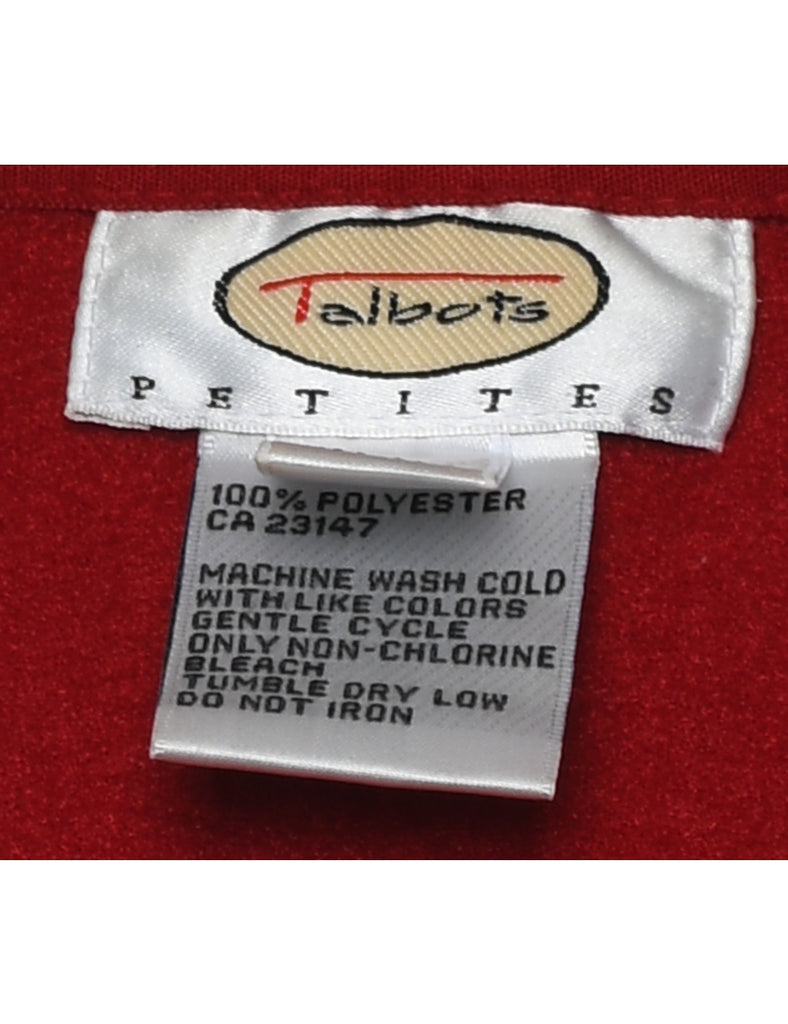 Talbots
PETITES
100% POLYESTER
CA 23147
MACHINE WASH COLD
WITH LIKE COLORS
GENTLE CYCLE
ONLY NON-CHLORINE
BLEACH
TUMBLE DRY LOW
DO NOT IRON